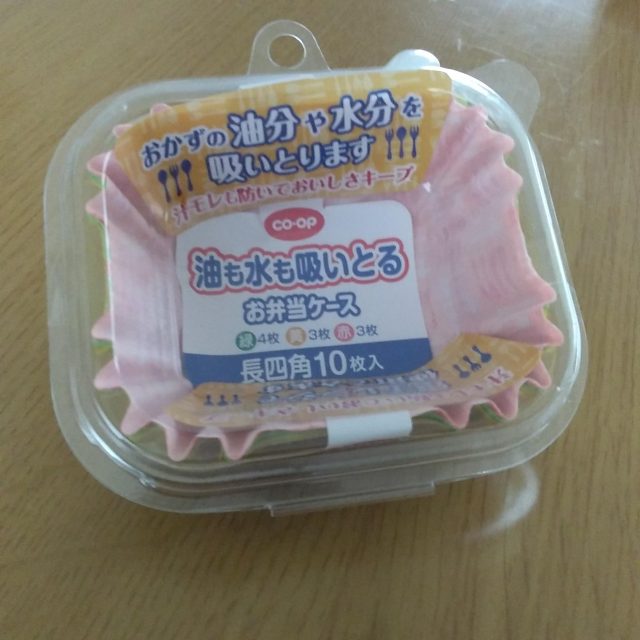 おかずの油分や水分を
吸いとります
汁モレも防いでおいしさキープ
CO-OP
油も水も吸いとる
お弁当ケース
緑4枚 黄3枚 赤3枚
長四角10枚入